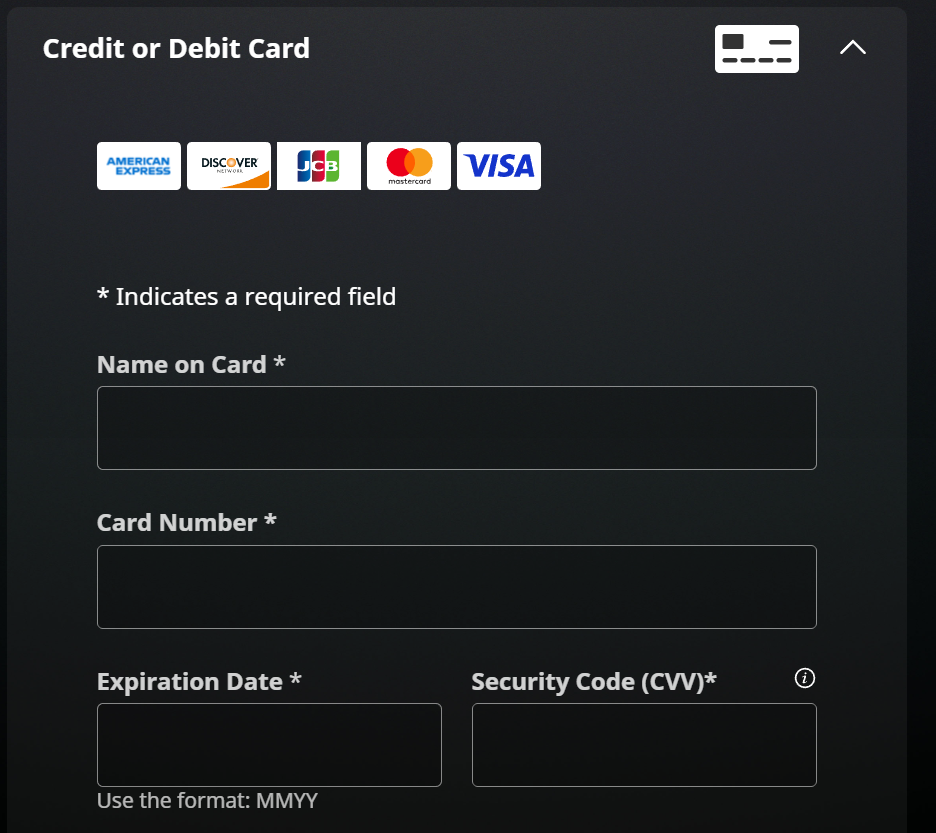 Credit or Debit Card
AMERICAN EXPRESS
DISCOVER NETWORK
JCB
mastercard
VISA
* Indicates a required field
Name on Card *
Card Number *
Expiration Date *
Security Code (CVV)*
i
Use the format: MMYY